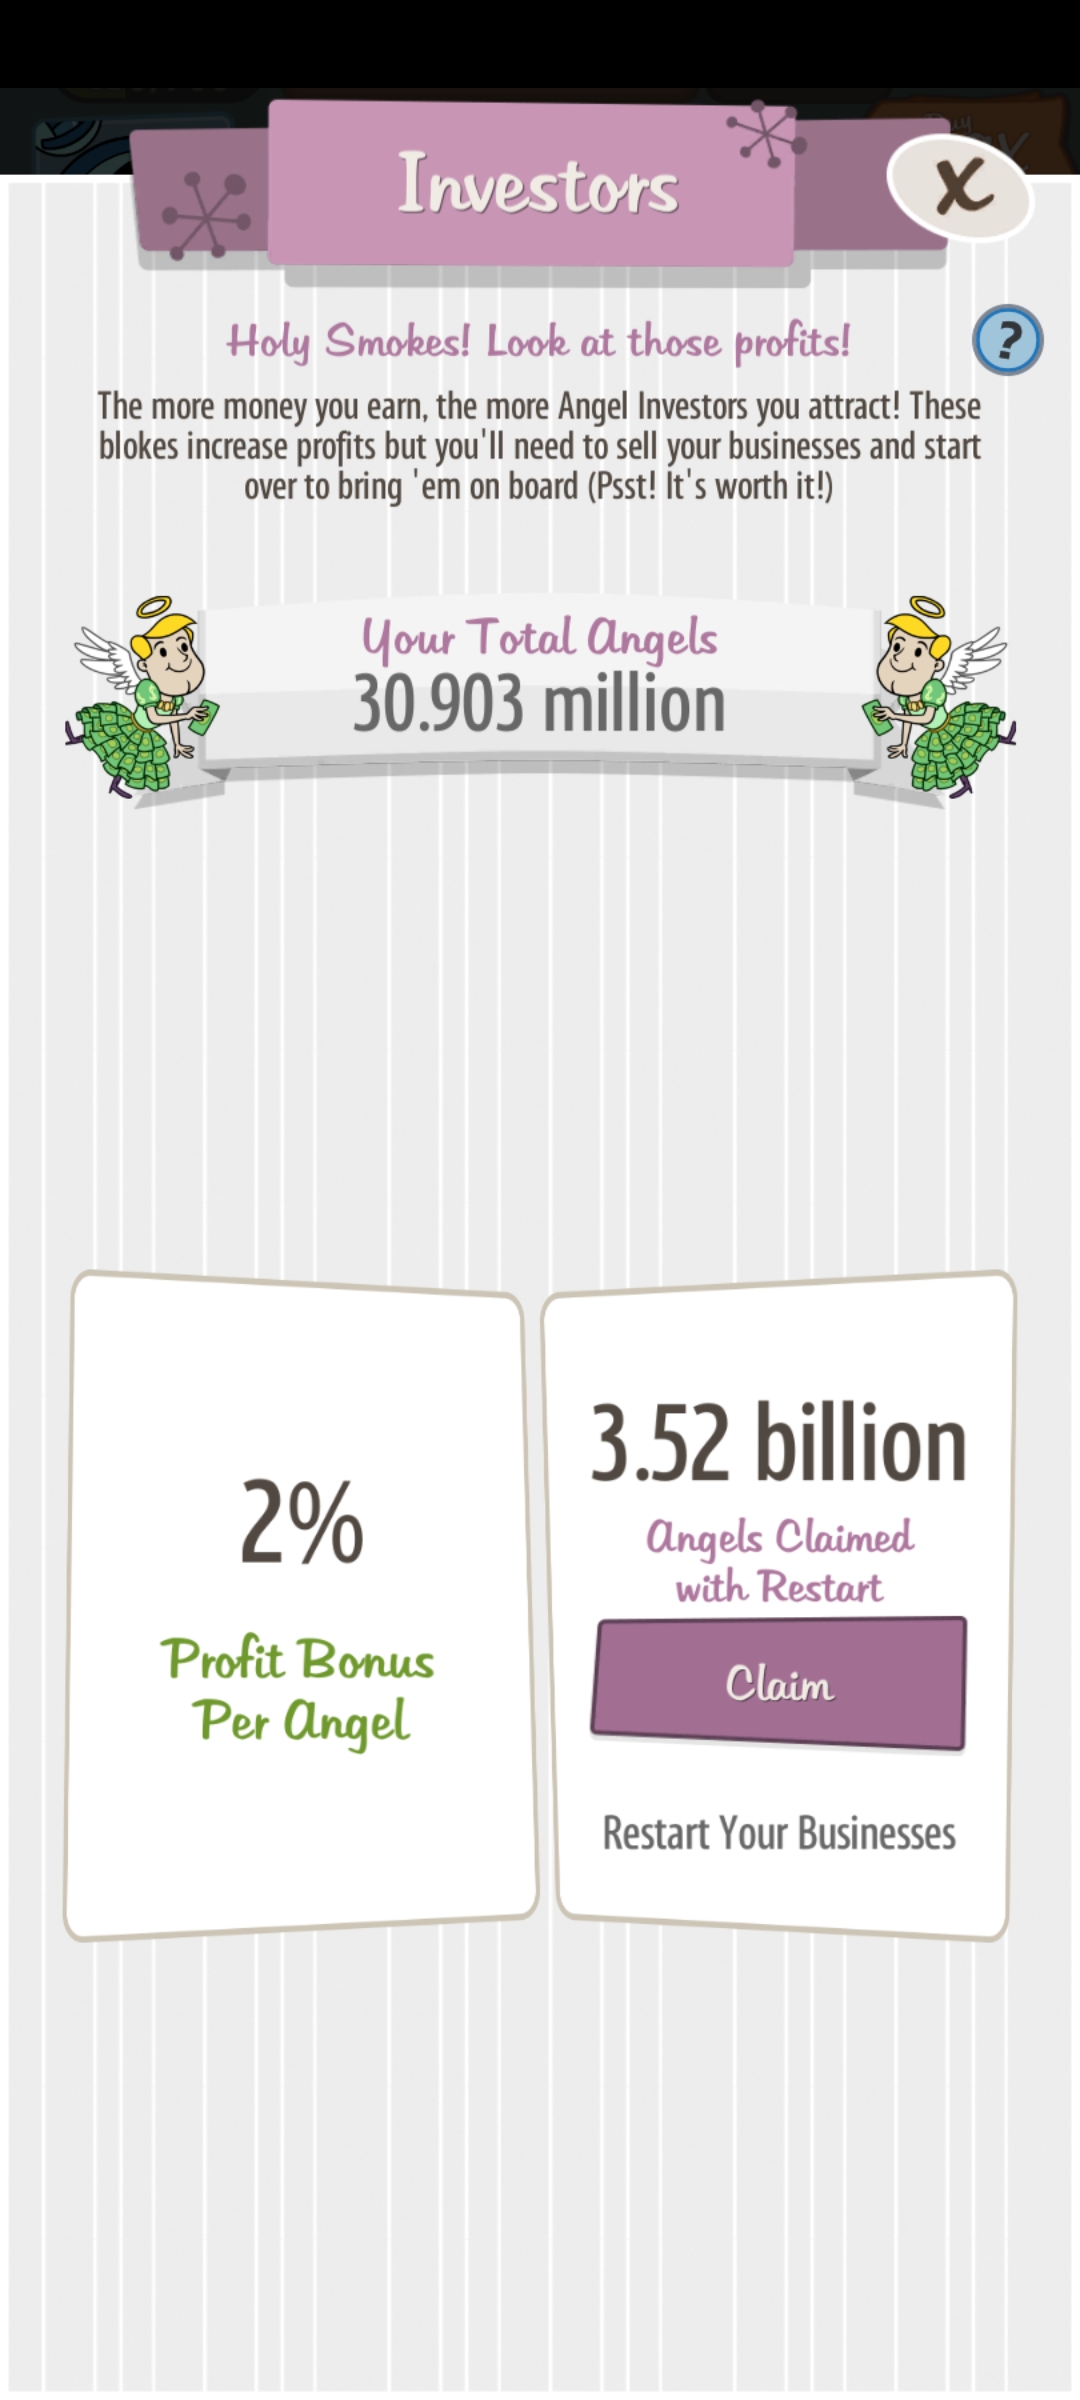 Investors
X
Holy Smokes! Look at those profits!
?
The more money you earn, the more Angel Investors you attract! These
blokes increase profits but you'll need to sell your businesses and start
over to bring 'em on board (Psst! It's worth it!)
Your Total Angels
30.903 million
2%
Profit Bonus
Per Angel
3.52 billion
Angels Claimed
with Restart
Claim
Restart Your Businesses